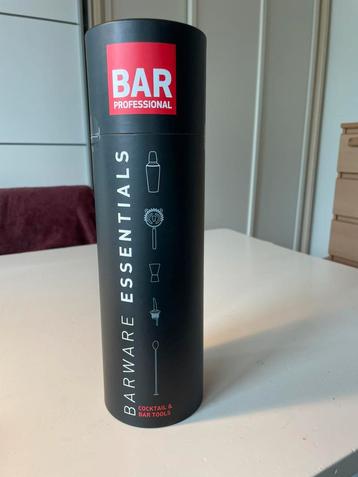 BAR
PROFESSIONAL
BARWARE ESSENTIALS
COCKTAIL &
BAR TOOLS